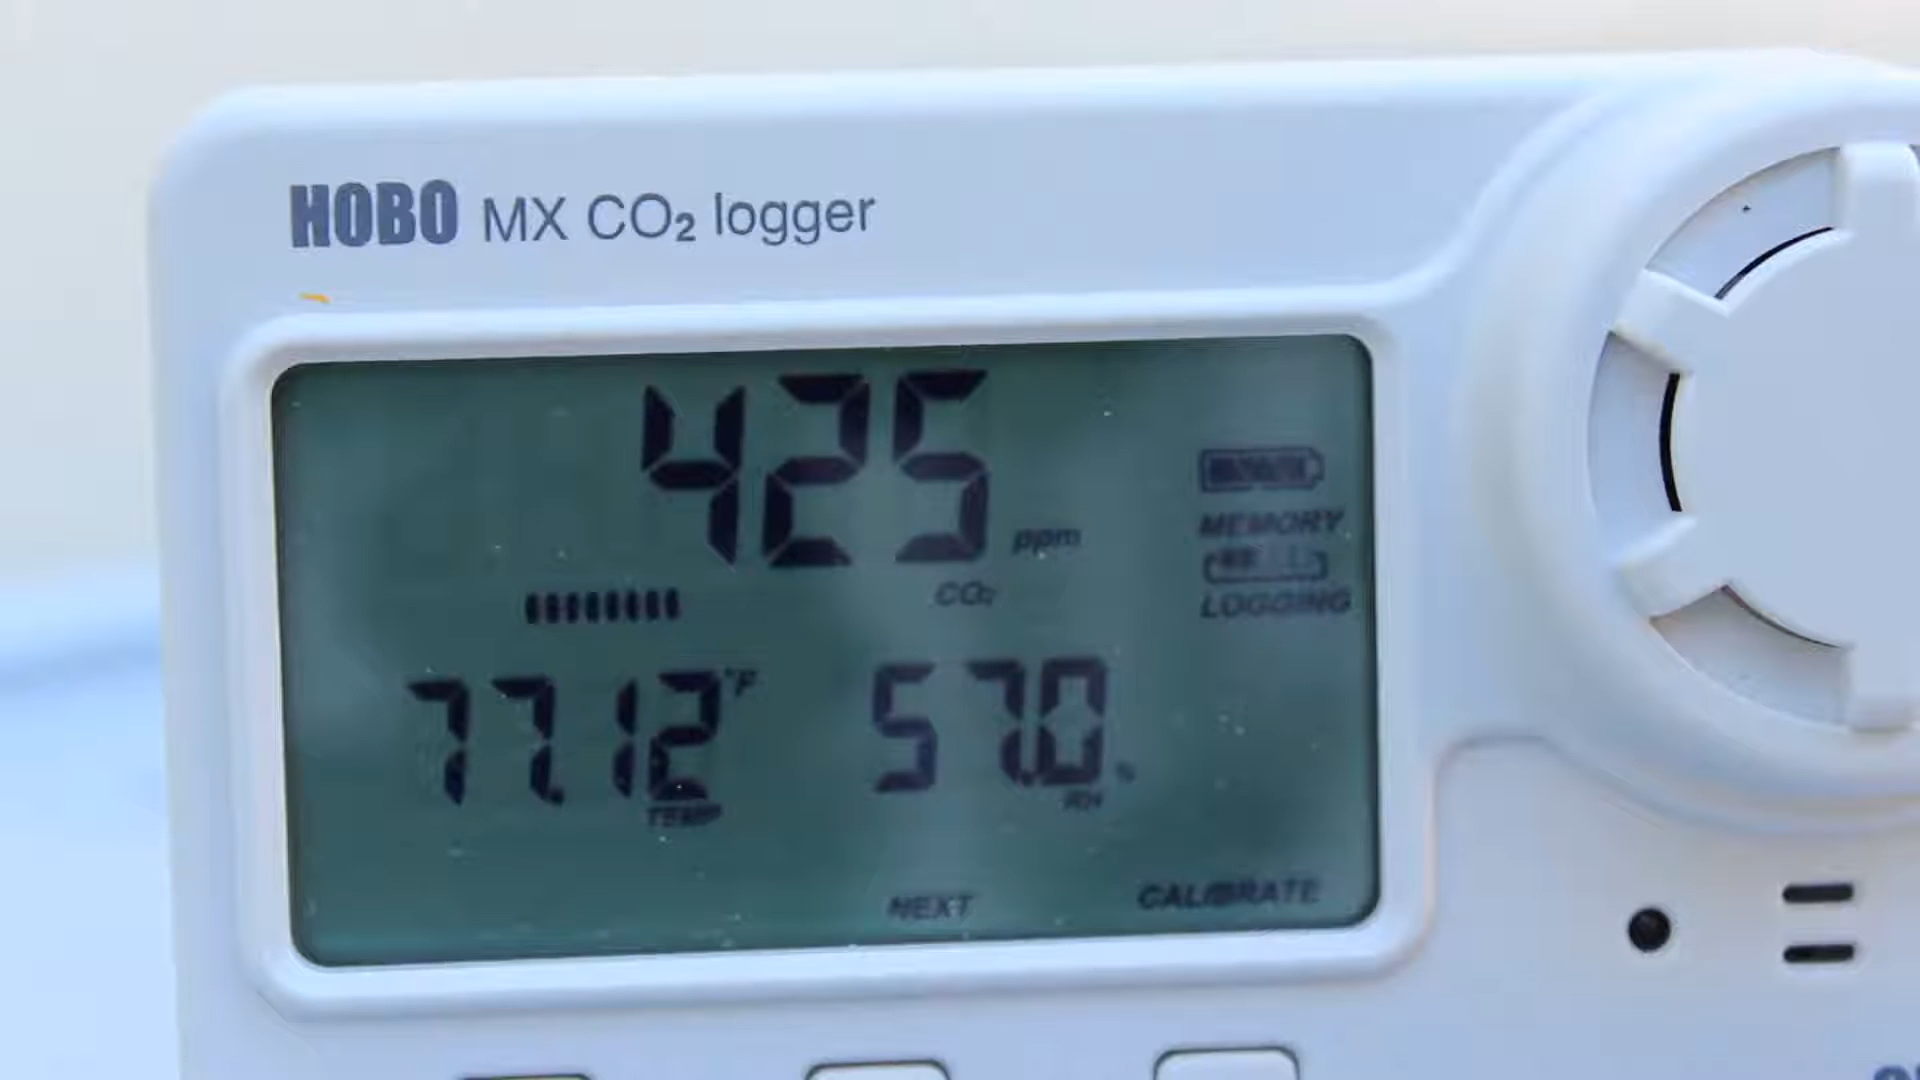 HOBO MX CO₂ logger
425 ppm
CO₂
MEMORY
LOGGING
77.12 °F
TEMP
57.0 %
RH
NEXT
CALIBRATE